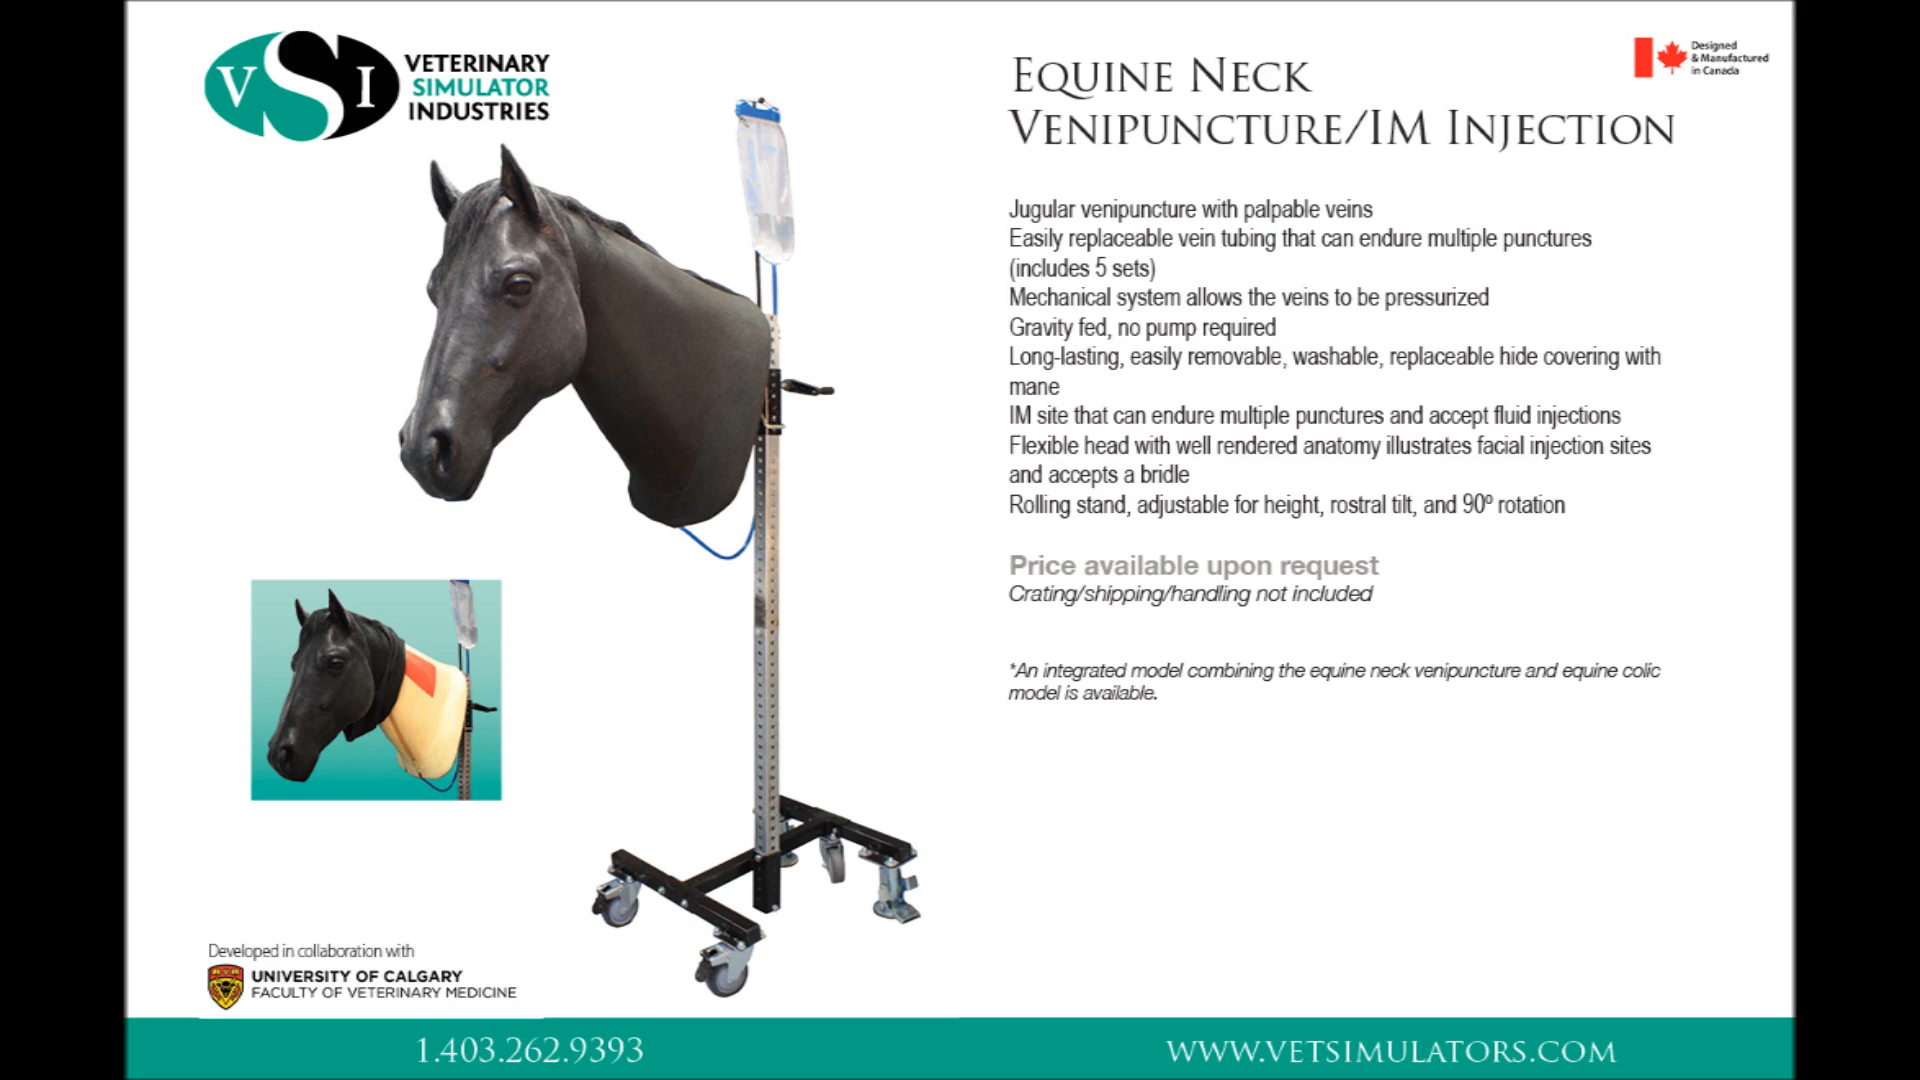 VSI
VETERINARY
SIMULATOR
INDUSTRIES
EQUINE NECK
VENIPUNCTURE/IM INJECTION
Designed
& Manufactured
in Canada
Jugular venipuncture with palpable veins
Easily replaceable vein tubing that can endure multiple punctures
(includes 5 sets)
Mechanical system allows the veins to be pressurized
Gravity fed, no pump required
Long-lasting, easily removable, washable, replaceable hide covering with
mane
IM site that can endure multiple punctures and accept fluid injections
Flexible head with well rendered anatomy illustrates facial injection sites
and accepts a bridle
Rolling stand, adjustable for height, rostral tilt, and 90º rotation
Price available upon request
Crating/shipping/handling not included
*An integrated model combining the equine neck venipuncture and equine colic
model is available.
Developed in collaboration with
UNIVERSITY OF CALGARY
FACULTY OF VETERINARY MEDICINE
1.403.262.9393
WWW.VETSIMULATORS.COM